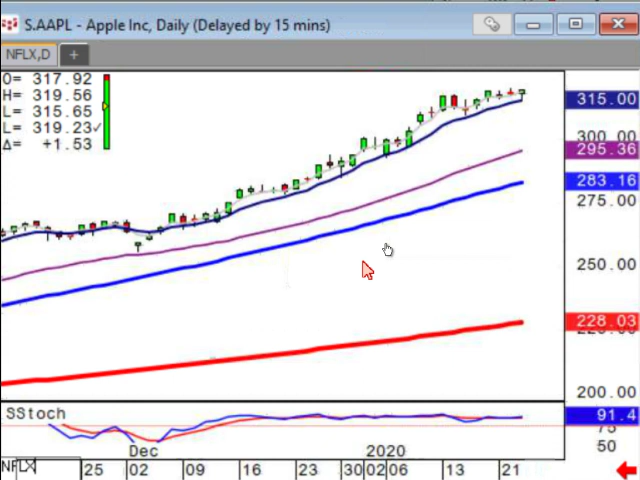 S.AAPL - Apple Inc, Daily (Delayed by 15 mins)
NFLX,D +
O= 317.92
H= 319.56
L= 315.65
L= 319.23✓
Δ= +1.53
315.00
300.00
295.36
283.16
275.00
250.00
228.03
200.00
SStoch
91.4
75
50
Dec 2020
NFLX 25 02 09 16 23 30 02 06 13 21